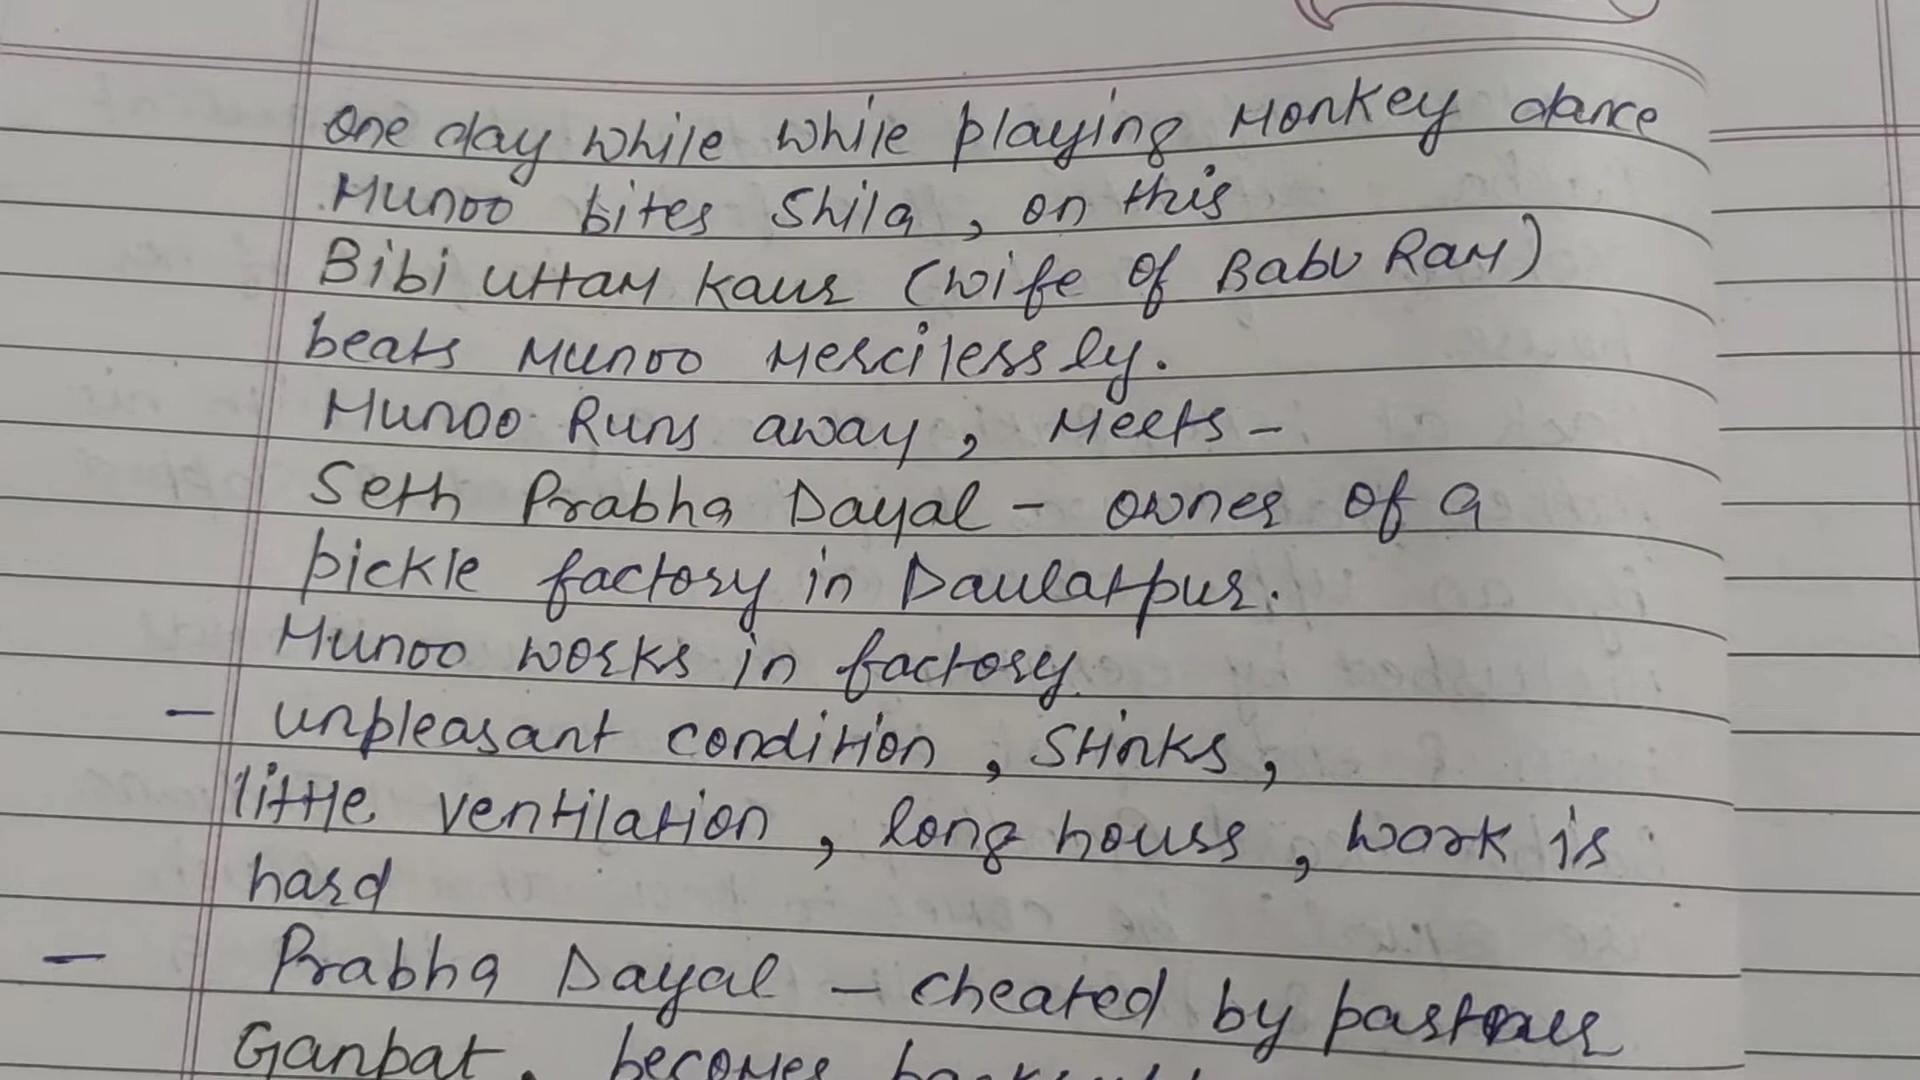 One day while while playing Monkey dance
Munoo bites Shila, on this
Bibi Uttam Kaur (wife of Babu Ram)
beats Munoo Mercilessly.
Munoo Runs away, Meets -
Seth Prabha Dayal - owner of a
pickle factory in Daulatpur.
Munoo works in factory.
- unpleasant condition, Stinks,
little ventilation, long hours, work is
hard
- Prabha Dayal - cheated by partner
Ganpat, becomes